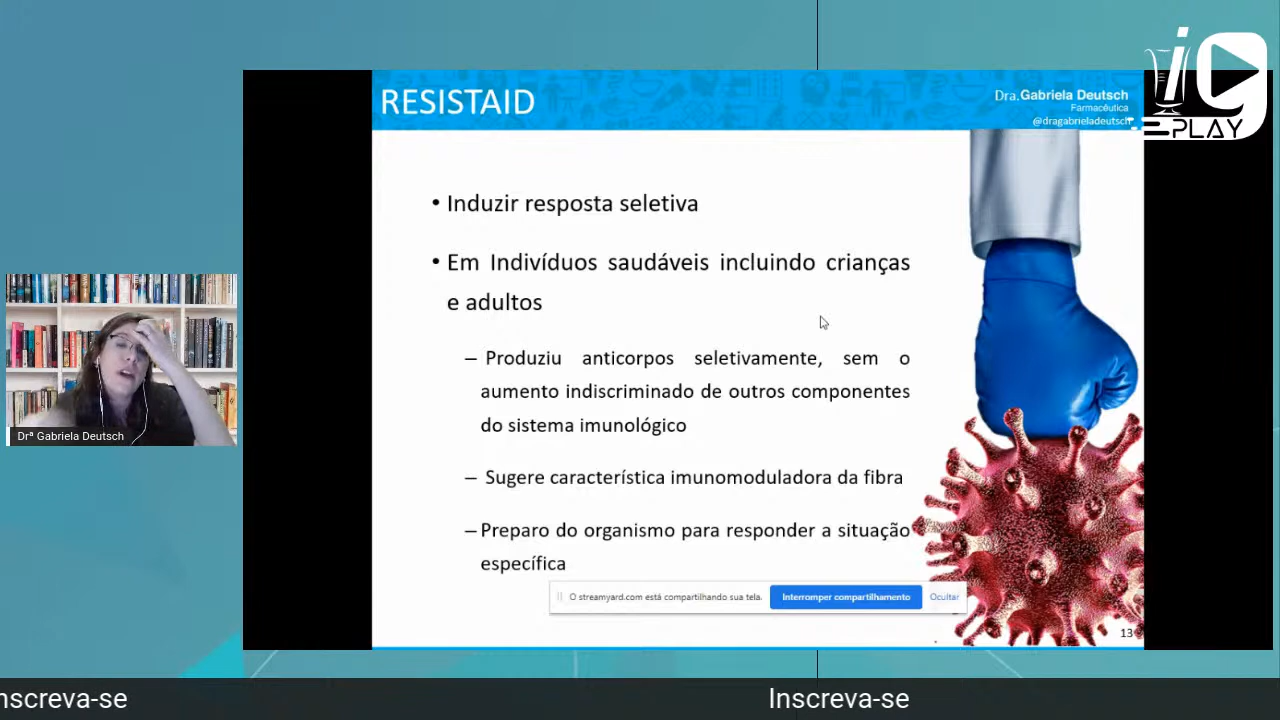 RESISTAID
Dra.Gabriela Deutsch
Farmacêutica
@dragabrieladeutsch
iG
PLAY
• Induzir resposta seletiva
• Em Indivíduos saudáveis incluindo crianças
e adultos
– Produziu anticorpos seletivamente, sem o
aumento indiscriminado de outros componentes
do sistema imunológico
– Sugere característica imunomoduladora da fibra
– Preparo do organismo para responder a situação
específica
Drª Gabriela Deutsch
O streamyard.com está compartilhando sua tela.
Interromper compartilhamento
Ocultar
13
nscreva-se
Inscreva-se